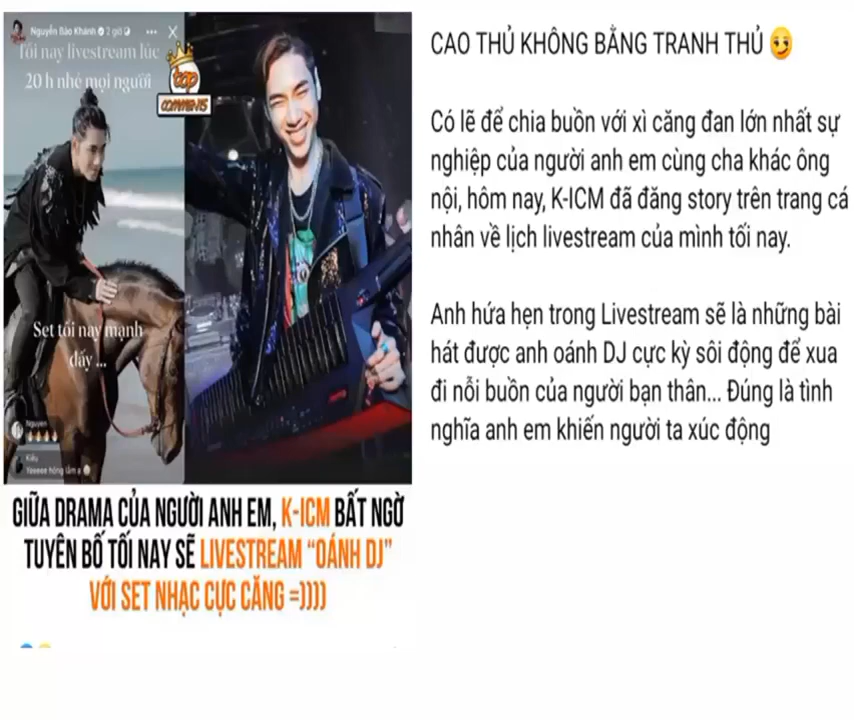 Nguyễn Bảo Khánh 2 giờ
Tối nay livestream lúc
20 h nhé mọi người
top
COMMENTS
Set tối nay mạnh
đấy ...
Nguyen
Kiều
Yeeeee hóng lắm ạ
GIỮA DRAMA CỦA NGƯỜI ANH EM, K-ICM BẤT NGỜ
TUYÊN BỐ TỐI NAY SẼ LIVESTREAM “OÁNH DJ”
VỚI SET NHẠC CỰC CĂNG =))))
CAO THỦ KHÔNG BẰNG TRANH THỦ 😏
Có lẽ để chia buồn với xì căng đan lớn nhất sự
nghiệp của người anh em cùng cha khác ông
nội, hôm nay, K-ICM đã đăng story trên trang cá
nhân về lịch livestream của mình tối nay.
Anh hứa hẹn trong Livestream sẽ là những bài
hát được anh oánh DJ cực kỳ sôi động để xua
đi nỗi buồn của người bạn thân... Đúng là tình
nghĩa anh em khiến người ta xúc động